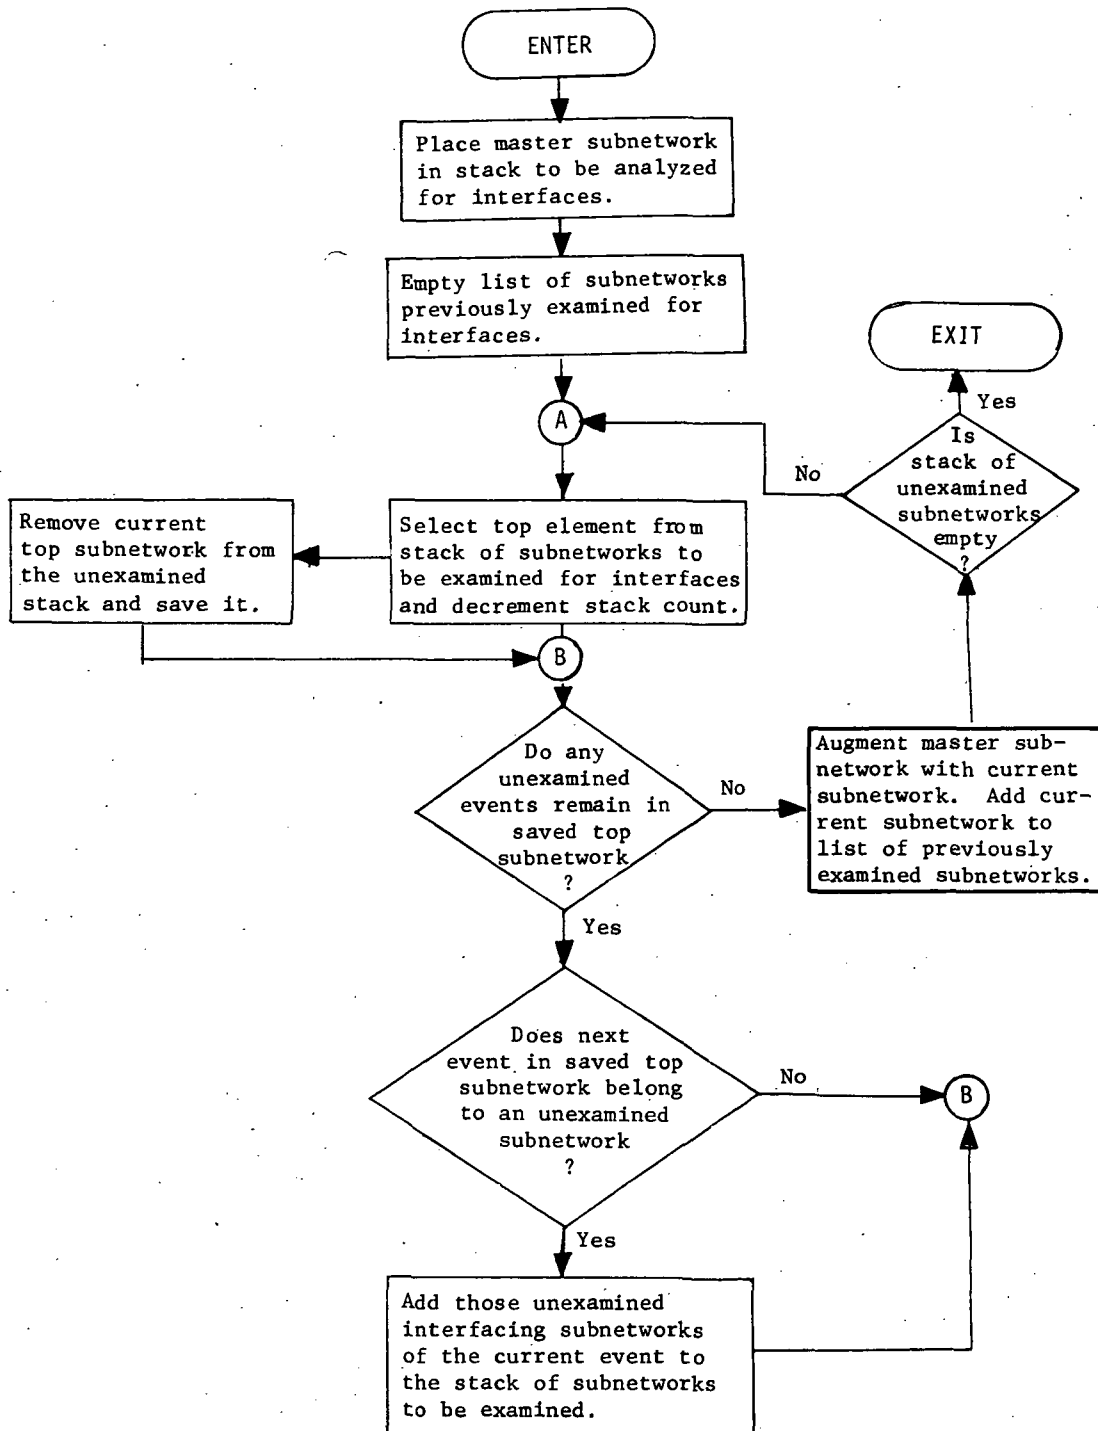 ENTER
Place master subnetwork
in stack to be analyzed
for interfaces.
Empty list of subnetworks
previously examined for
interfaces.
EXIT
A
Yes
Is
stack of
unexamined
subnetworks
empty
?
No
Remove current
top subnetwork from
the unexamined
stack and save it.
Select top element from
stack of subnetworks to
be examined for interfaces
and decrement stack count.
B
Do any
unexamined
events remain in
saved top
subnetwork
?
No
Augment master sub-
network with current
subnetwork. Add cur-
rent subnetwork to
list of previously
examined subnetworks.
Yes
Does next
event in saved top
subnetwork belong
to an unexamined
subnetwork
?
No
B
Yes
Add those unexamined
interfacing subnetworks
of the current event to
the stack of subnetworks
to be examined.